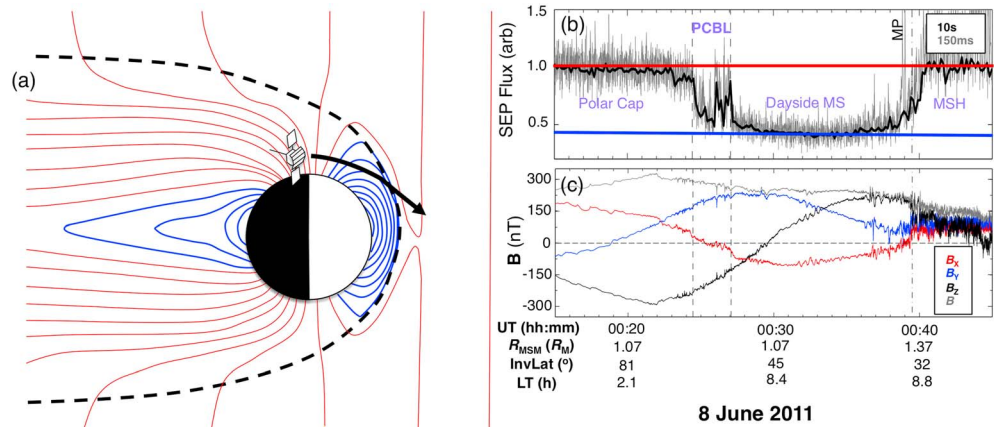 (a)
(b)
PCBL
MP
10s
150ms
SEP Flux (arb)
1.5
1.0
0.5
Polar Cap
Dayside MS
MSH
(c)
B (nT)
300
150
0
-150
-300
BX
BY
BZ
B
UT (hh:mm) 00:20 00:30 00:40
RMSM (RM) 1.07 1.07 1.37
InvLat (º) 81 45 32
LT (h) 2.1 8.4 8.8
8 June 2011